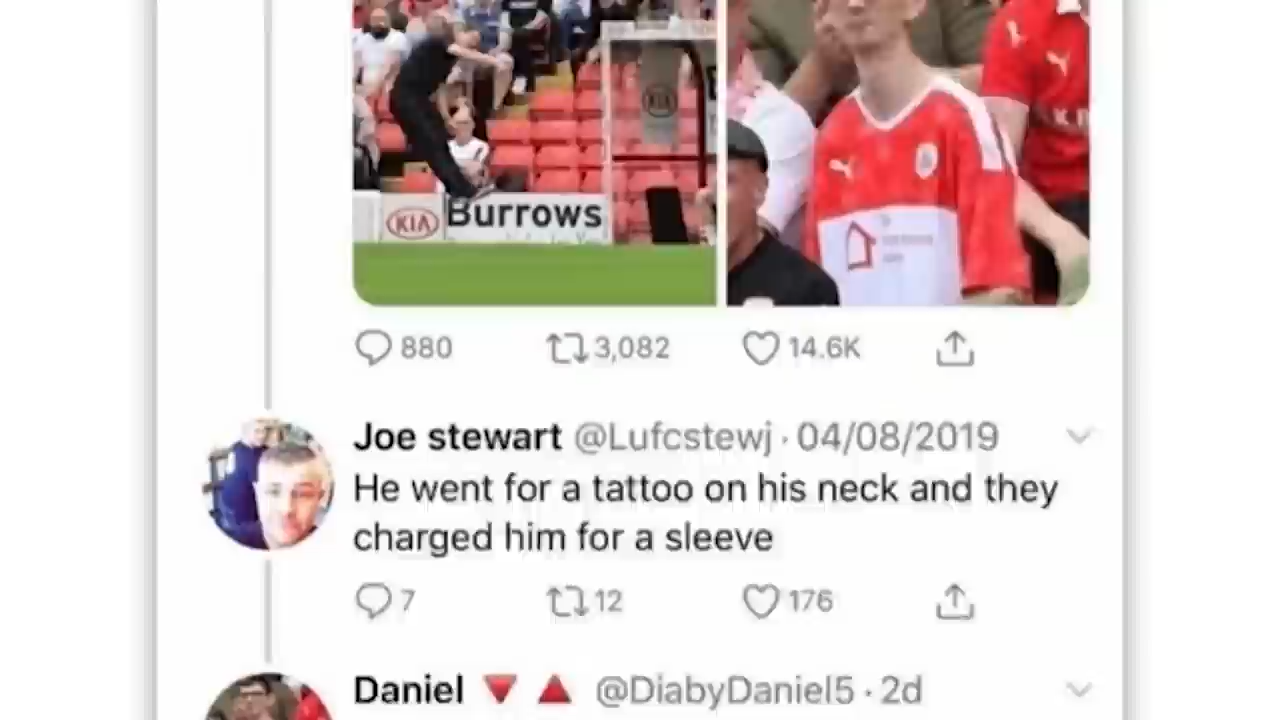 KIA
KIA
Burrows
880 3,082 14.6K
Joe stewart @Lufcstewj · 04/08/2019
He went for a tattoo on his neck and they
charged him for a sleeve
7 12 176
Daniel 🔻 🔺 @DiabyDaniel5 · 2d